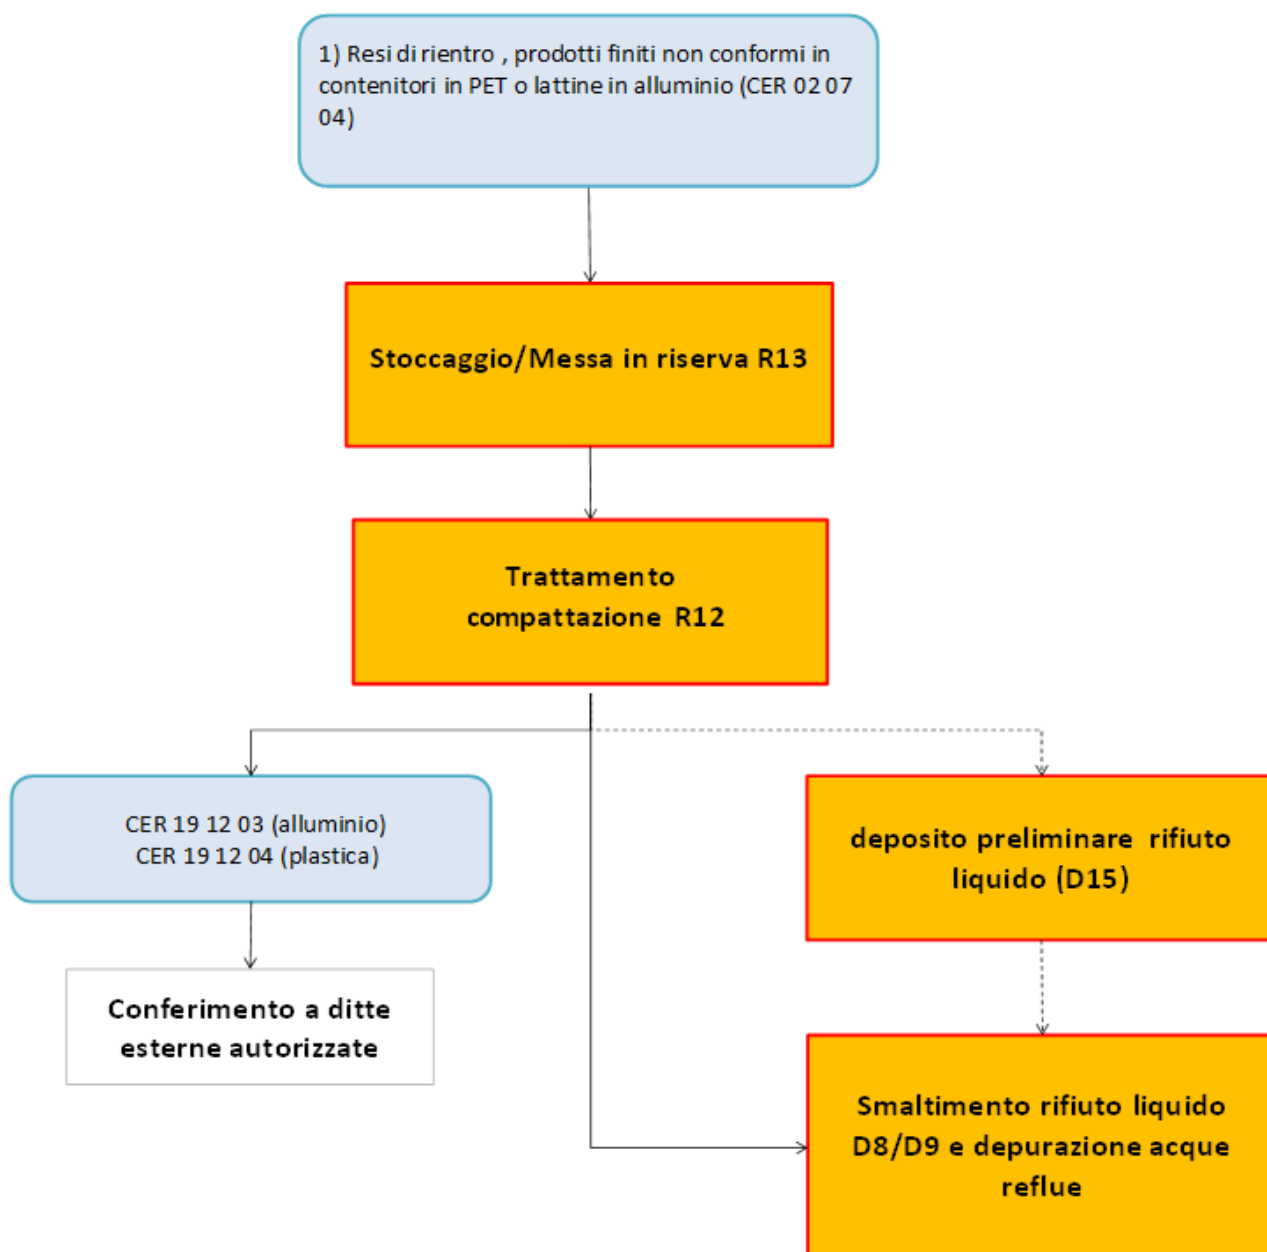 1) Resi di rientro , prodotti finiti non conformi in
contenitori in PET o lattine in alluminio (CER 02 07
04)
Stoccaggio/Messa in riserva R13
Trattamento
compattazione R12
CER 19 12 03 (alluminio)
CER 19 12 04 (plastica)
deposito preliminare rifiuto
liquido (D15)
Conferimento a ditte
esterne autorizzate
Smaltimento rifiuto liquido
D8/D9 e depurazione acque
reflue